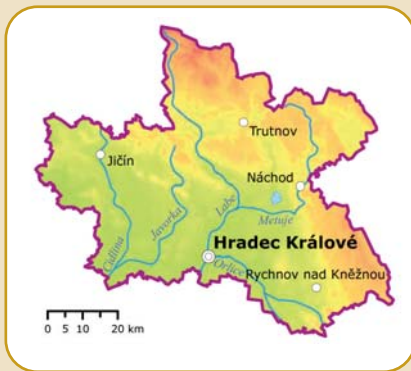 Trutnov
Jičín
Náchod
Labe
Metuje
Javorka
Cidlina
Hradec Králové
Orlice
Rychnov nad Kněžnou
0 5 10 20 km